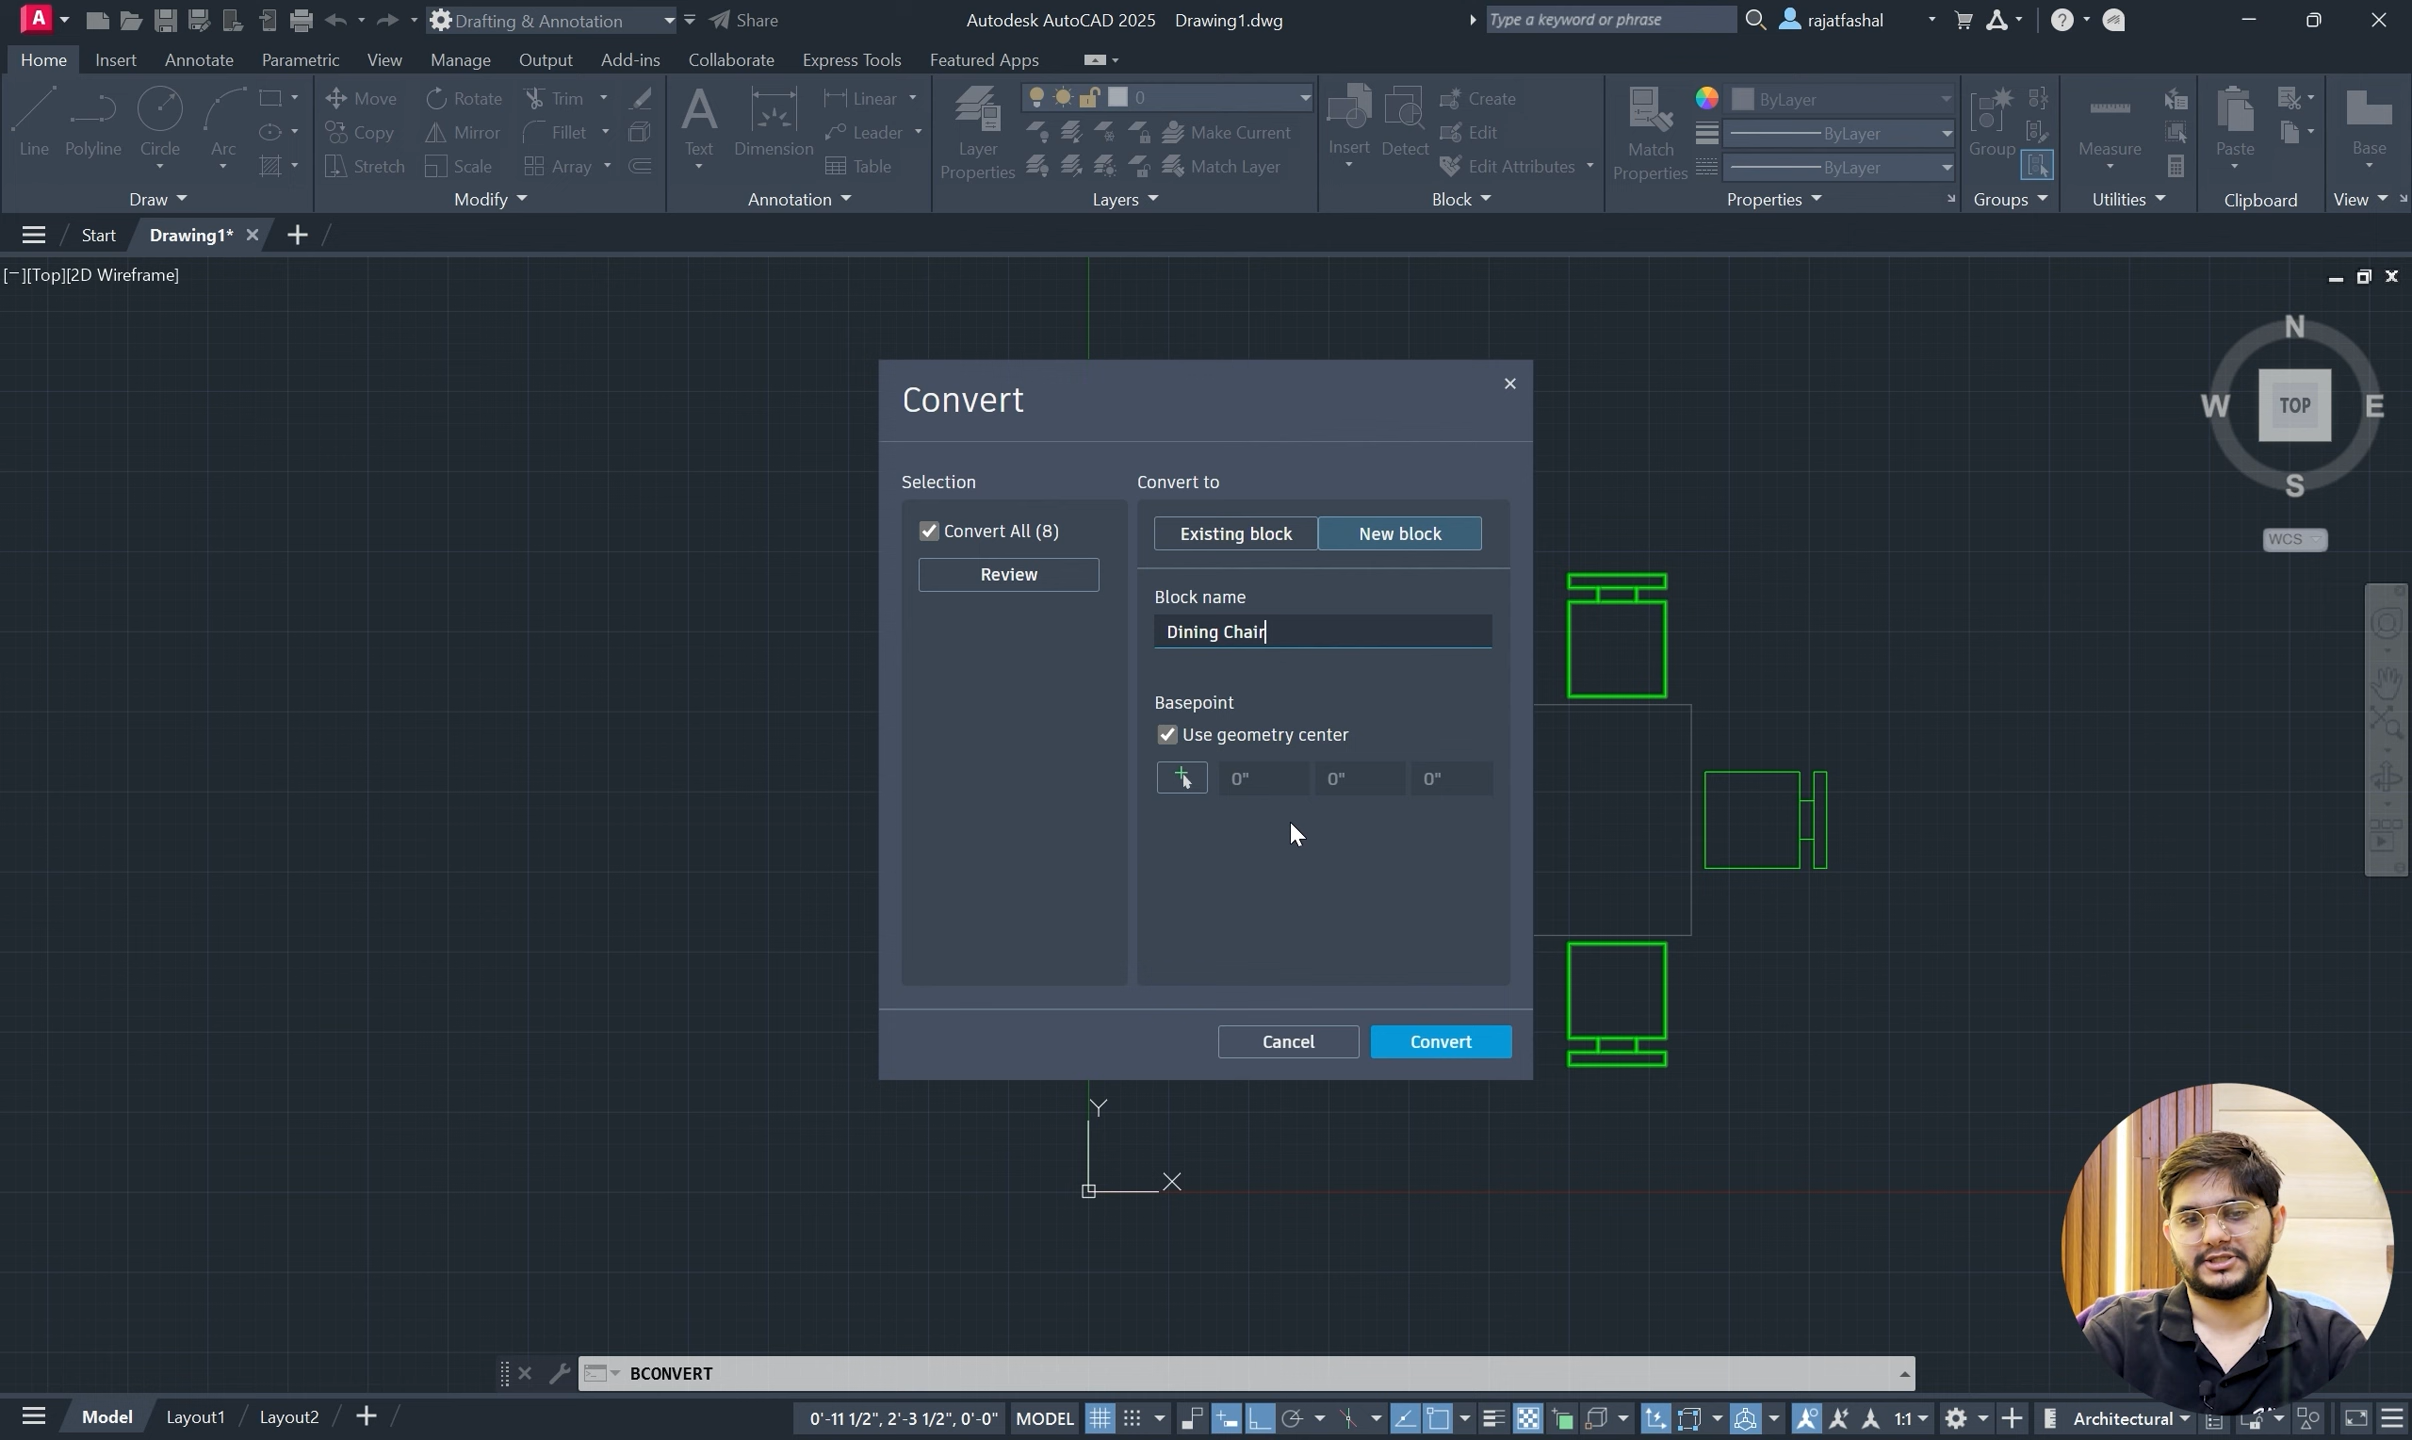 A Drafting & Annotation Share Autodesk AutoCAD 2025 Drawing1.dwg Type a keyword or phrase rajatfashal
Home Insert Annotate Parametric View Manage Output Add-ins Collaborate Express Tools Featured Apps
Move Rotate Trim Linear 0 Create ByLayer
Copy Mirror Fillet Leader Make Current Edit ByLayer
Line Polyline Circle Arc Text Dimension Layer Properties Insert Detect Match Properties Group Measure Paste Base
Stretch Scale Array Table Match Layer Edit Attributes ByLayer
Draw Modify Annotation Layers Block Properties Groups Utilities Clipboard View
Start Drawing1*
[−][Top][2D Wireframe]
N
W TOP E
S
WCS
Convert
Selection Convert to
Convert All (8) Existing block New block
Review
Block name
Dining Chair
Basepoint
Use geometry center
0" 0" 0"
Cancel Convert
Y
X
BCONVERT
Model Layout1 Layout2 0'-11 1/2", 2'-3 1/2", 0'-0" MODEL 1:1 Architectural